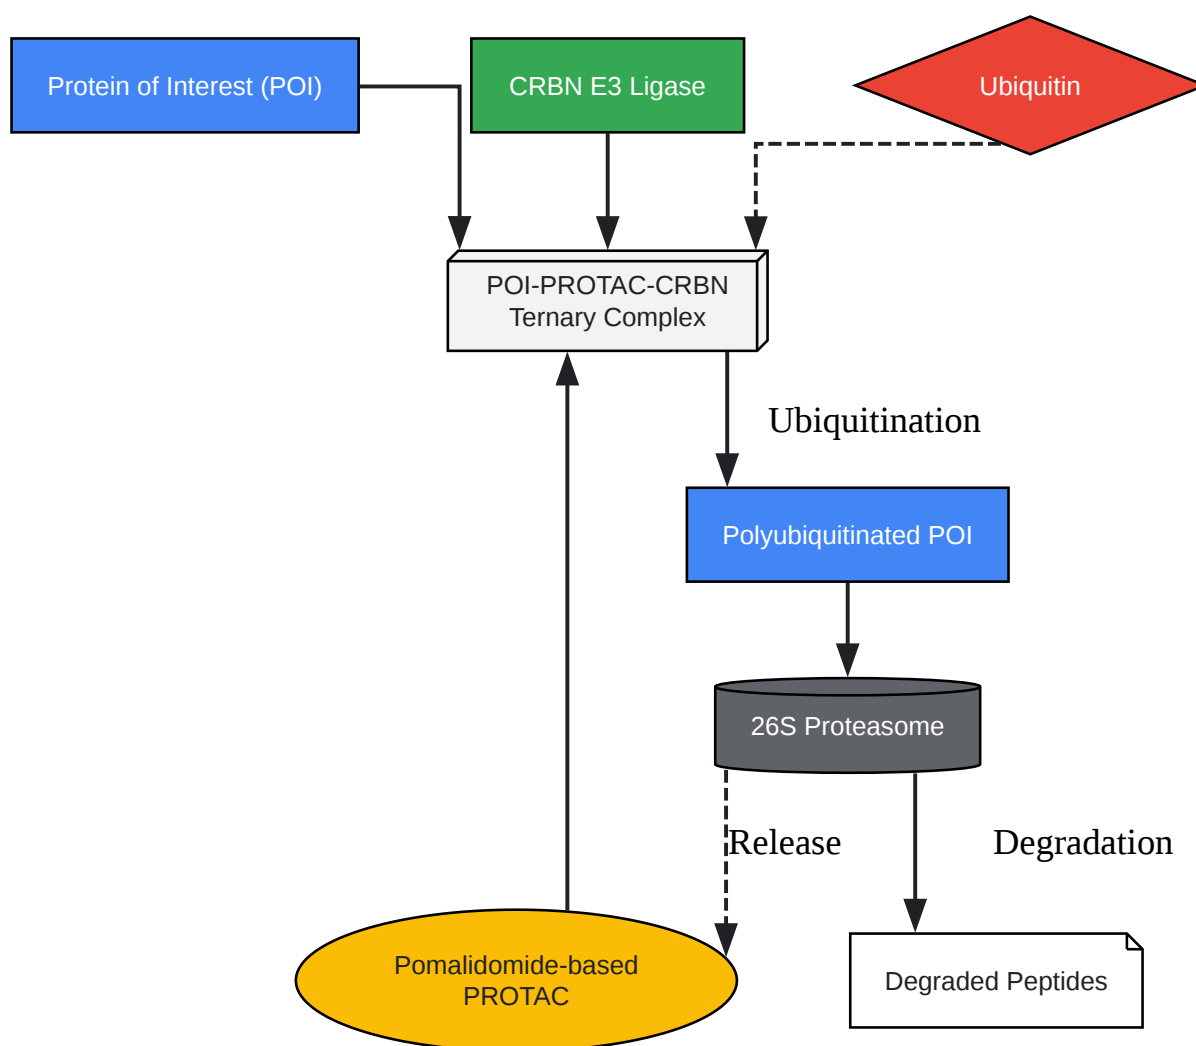 Protein of Interest (POI)
CRBN E3 Ligase
Ubiquitin
POI-PROTAC-CRBN
Ternary Complex
Ubiquitination
Polyubiquitinated POI
26S Proteasome
Release
Degradation
Pomalidomide-based
PROTAC
Degraded Peptides